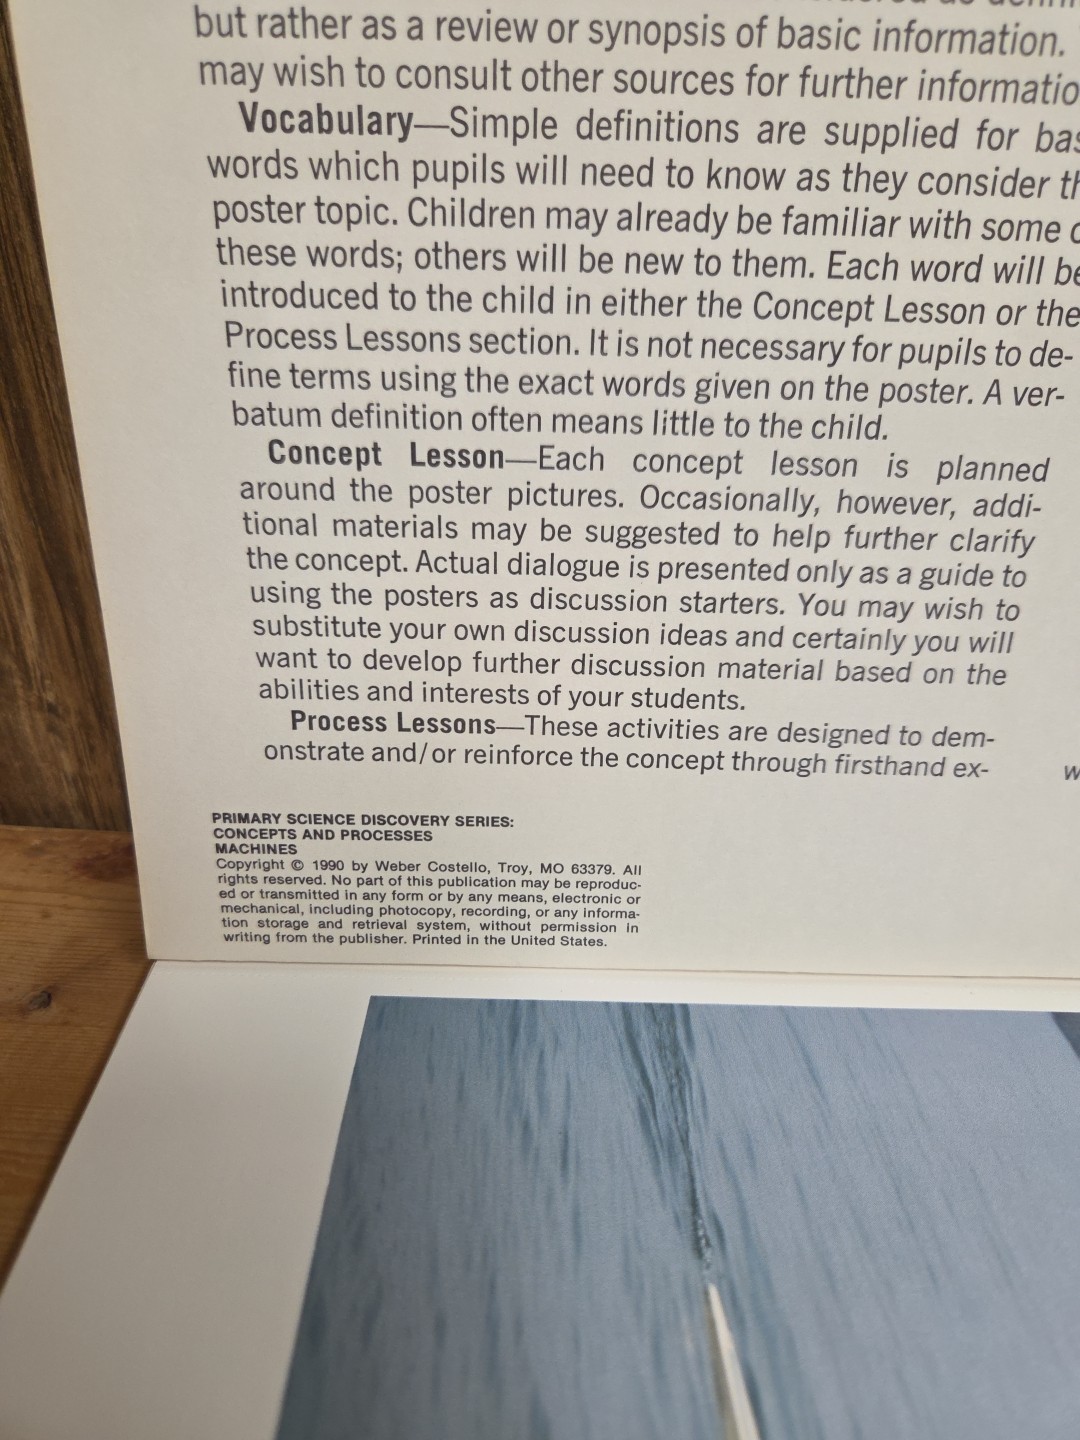 but rather as a review or synopsis of basic information.
may wish to consult other sources for further
Vocabulary—Simple definitions are supplied for
words which pupils will need to know as they consider
poster topic. Children may already be familiar with some
these words; others will be new to them. Each word will be
introduced to the child in either the Concept Lesson or the
Process Lessons section. It is not necessary for pupils to de-
fine terms using the exact words given on the poster. A ver-
batum definition often means little to the child.
Concept Lesson—Each concept lesson is planned
around the poster pictures. Occasionally, however, addi-
tional materials may be suggested to help further clarify
the concept. Actual dialogue is presented only as a guide to
using the posters as discussion starters. You may wish to
substitute your own discussion ideas and certainly you will
want to develop further discussion material based on the
abilities and interests of your students.
Process Lessons—These activities are designed to dem-
onstrate and/or reinforce the concept through firsthand ex-
PRIMARY SCIENCE DISCOVERY SERIES:
CONCEPTS AND PROCESSES
MACHINES
Copyright © 1990 by Weber Costello, Troy, MO 63379. All
rights reserved. No part of this publication may be reproduc-
ed or transmitted in any form or by any means, electronic or
mechanical, including photocopy, recording, or any informa-
tion storage and retrieval system, without permission in
writing from the publisher. Printed in the United States.